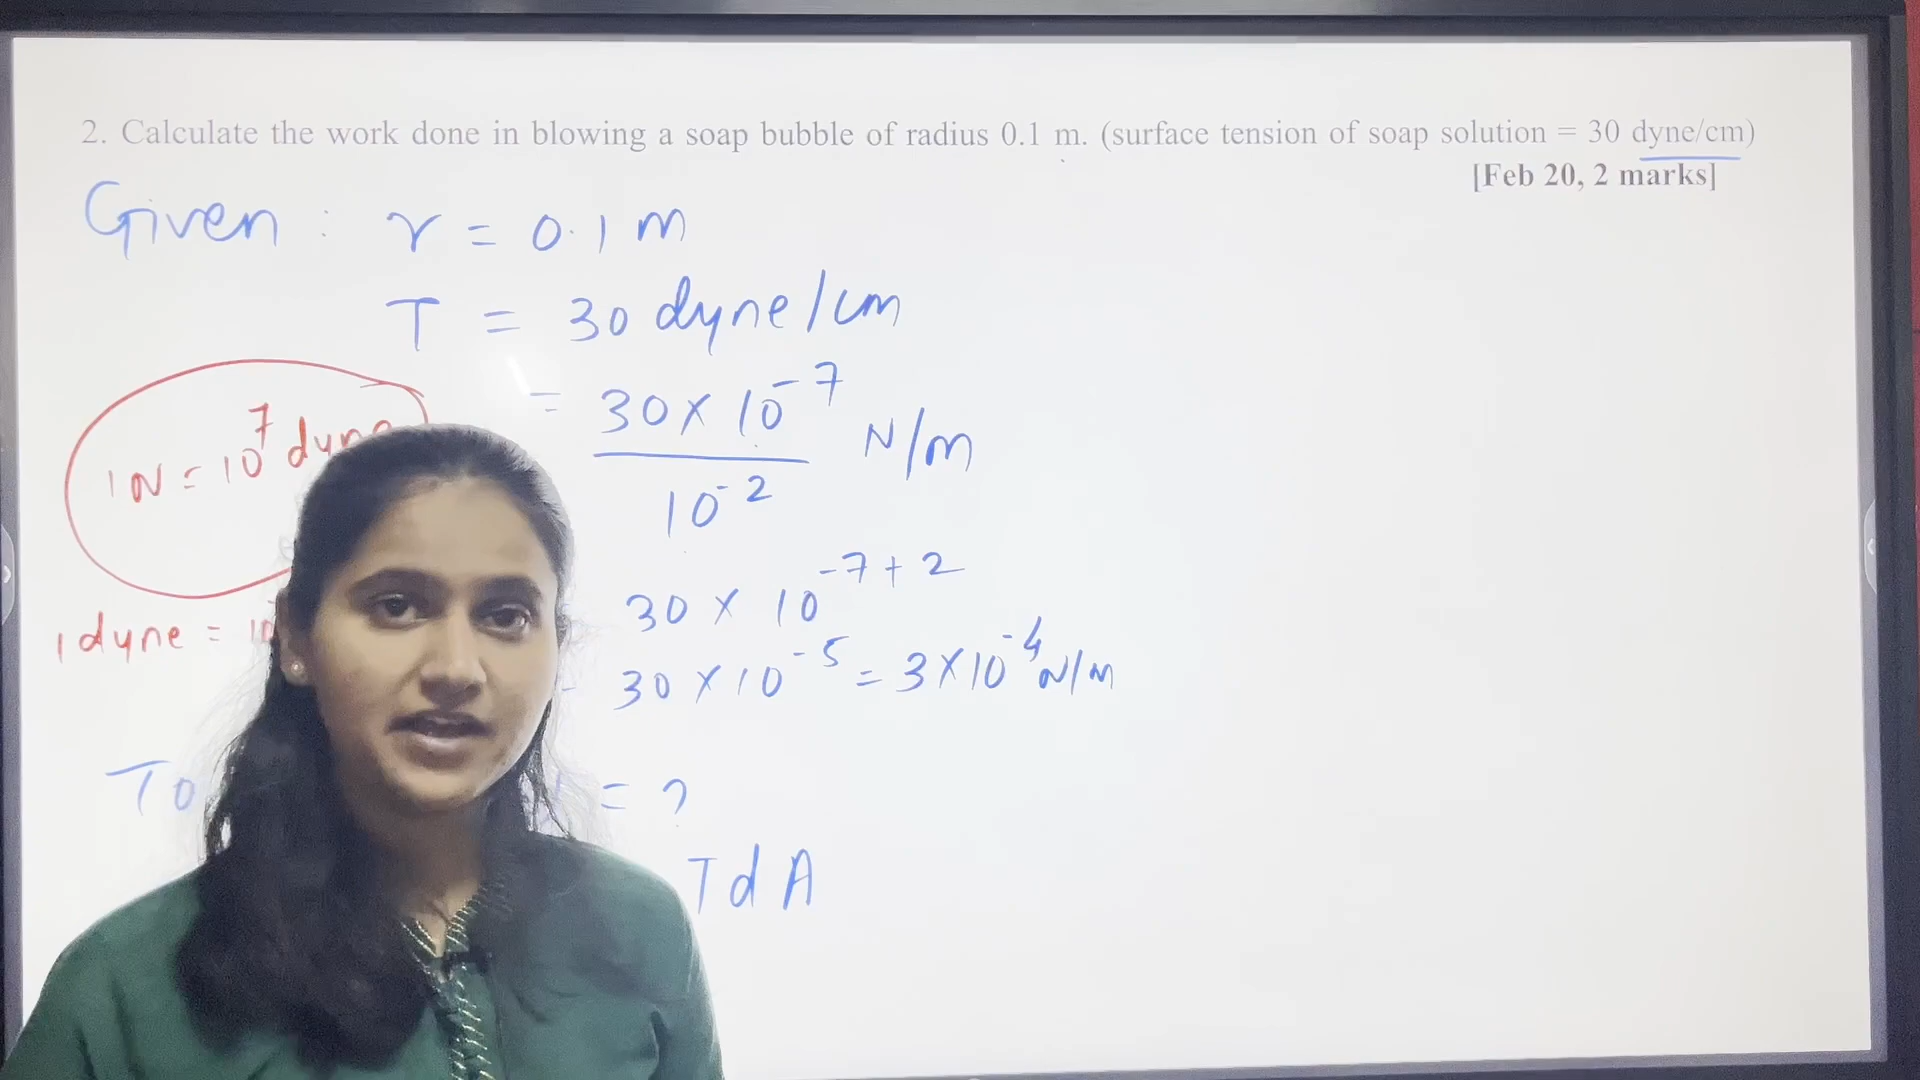 2. Calculate the work done in blowing a soap bubble of radius 0.1 m. (surface tension of soap solution = 30 dyne/cm)
[Feb 20, 2 marks]
Given : r = 0.1 m
T = 30 dyne/cm
= 30 × 10⁻⁷ / 10⁻² N/m
1N = 10⁷ dyne
30 × 10⁻⁷⁺²
1 dyne =
30 × 10⁻⁵ = 3 × 10⁻⁴ N/m
To = ?
T d A